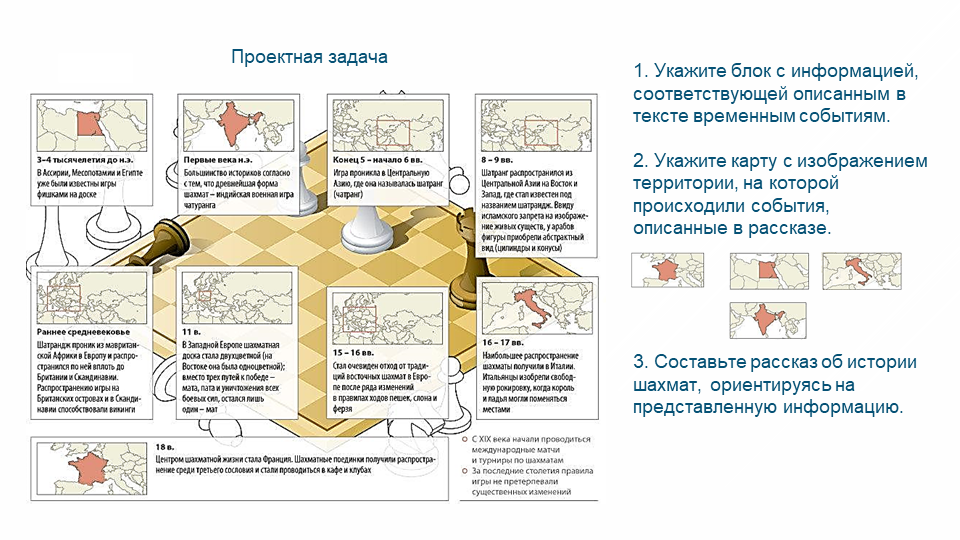 Проектная задача
3–4 тысячелетия до н.э.
В Ассирии, Месопотамии и Египте
уже были известны игры
фишками на доске
Первые века н.э.
Большинство историков согласно
с тем, что древнейшая форма
шахмат – индийская военная игра
чатуранга
Конец 5 – начало 6 вв.
Игра проникла в Центральную
Азию, где она называлась шатранг
(чатранг)
8 – 9 вв.
Шатранг распространился из
Центральной Азии на Восток и
Запад, где стал известен под
названием шатрандж. Ввиду
исламского запрета на изображе-
ние живых существ, у арабов
фигуры приобрели абстрактный
вид (цилиндры и конусы)
Раннее средневековье
Шатрандж проник из мавритан-
ской Африки в Европу и распро-
странился по ней вплоть до
Британии и Скандинавии.
Распространению игры на
Британских островах и в Сканди-
навии способствовали викинги
11 в.
В Западной Европе шахматная
доска стала двухцветной (на
Востоке она была одноцветной);
вместо трех путей к победе –
мата, пата и уничтожения всех
боевых сил, остался лишь
один – мат
15 – 16 вв.
Стал очевиден отход от тради-
ций восточных шахмат в Евро-
пе после ряда изменений
в правилах ходов пешек, слона и
ферзя
16 – 17 вв.
Наибольшее распространение
шахматы получили в Италии.
Итальянцы изобрели свобод-
ную рокировку, когда король
и ладья могли поменяться
местами
18 в.
Центром шахматной жизни стала Франция. Шахматные поединки получили распростра-
нение среди третьего сословия и стали проводиться в кафе и клубах
С XIX века начали проводиться
международные матчи
и турниры по шахматам
За последние столетия правила
игры не претерпевали
существенных изменений
1. Укажите блок с информацией,
соответствующей описанным в
тексте временным событиям.
2. Укажите карту с изображением
территории, на которой
происходили события,
описанные в рассказе.
3. Составьте рассказ об истории
шахмат, ориентируясь на
представленную информацию.